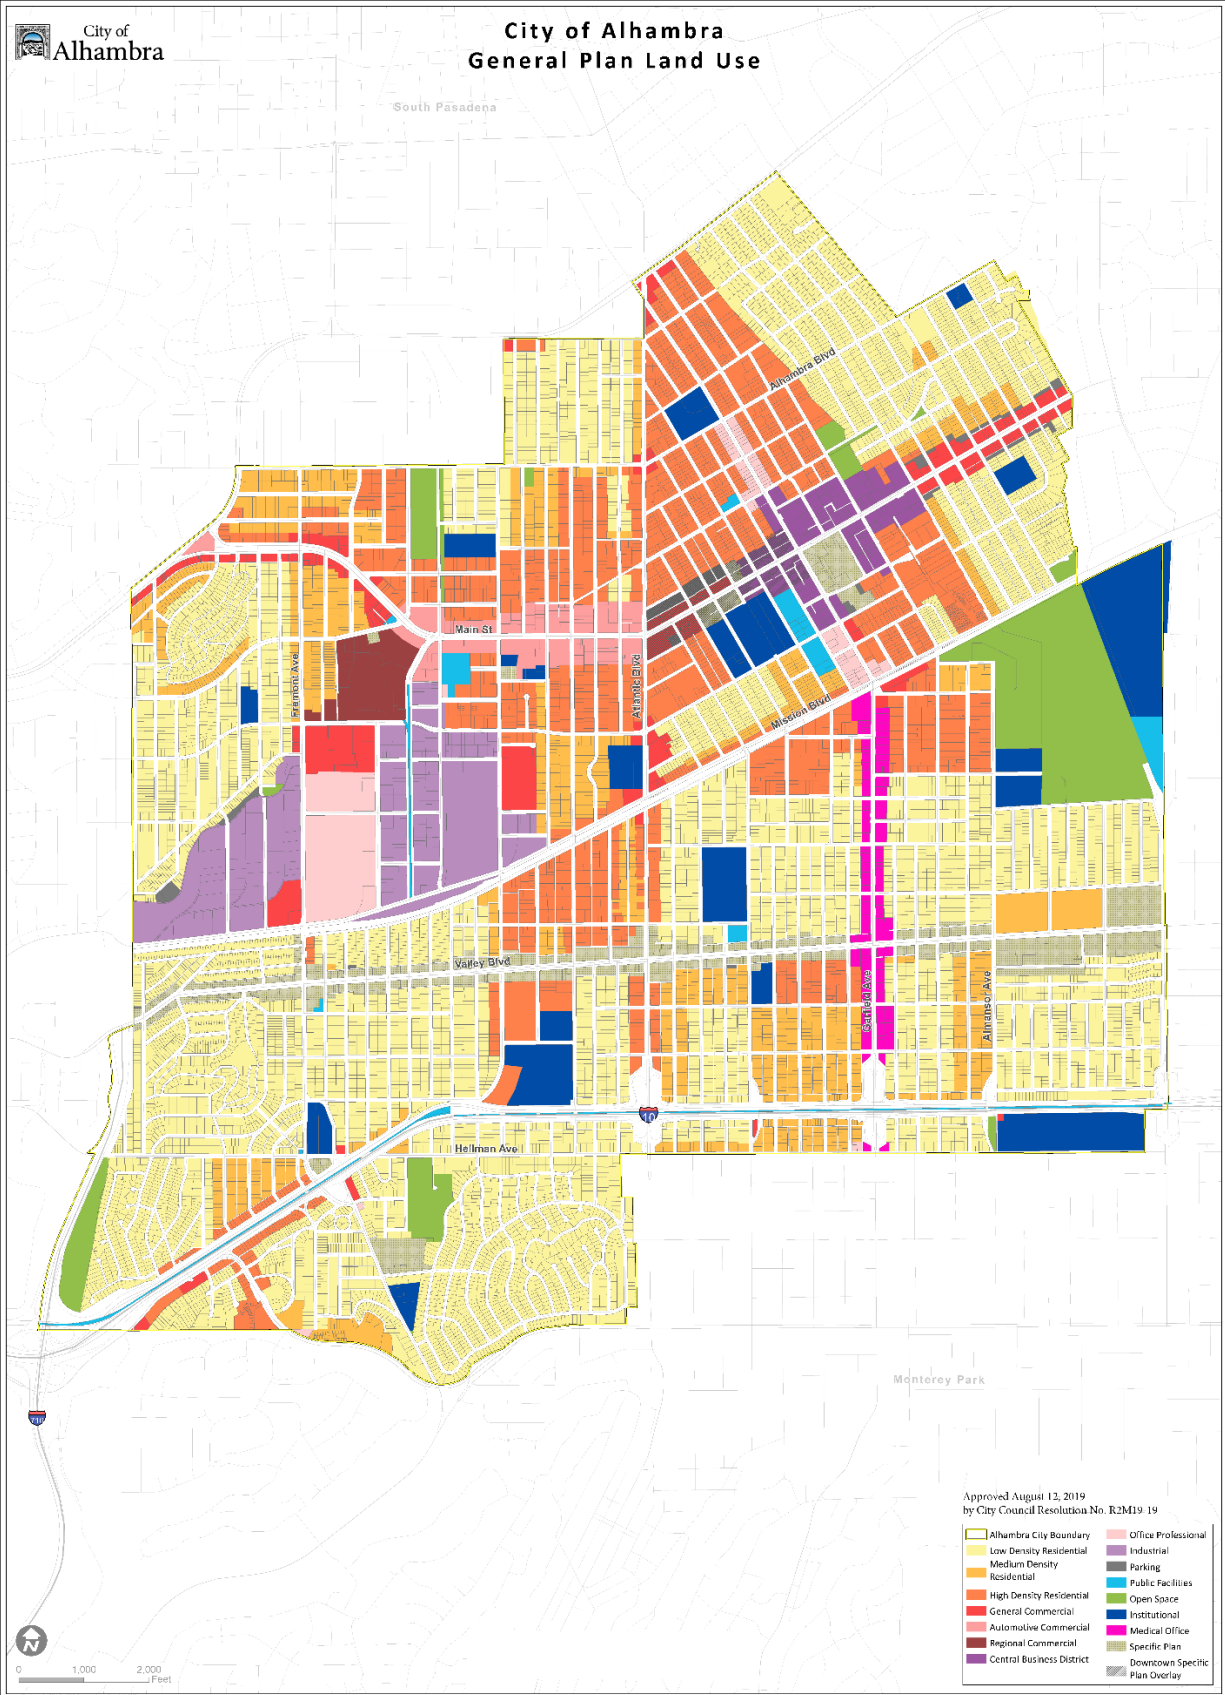 City of
Alhambra
City of Alhambra
General Plan Land Use
South Pasadena
Alhambra Blvd
Main St
Fremont Ave
Atlantic Blvd
Mission Blvd
Valley Blvd
Garfield Ave
Almansor Ave
10
Hellman Ave
Monterey Park
710
Approved August 12, 2019
by City Council Resolution No. R2M19-19
Alhambra City Boundary
Low Density Residential
Medium Density
Residential
High Density Residential
General Commercial
Automotive Commercial
Regional Commercial
Central Business District
Office Professional
Industrial
Parking
Public Facilities
Open Space
Institutional
Medical Office
Specific Plan
Downtown Specific
Plan Overlay
N
0 1,000 2,000
Feet